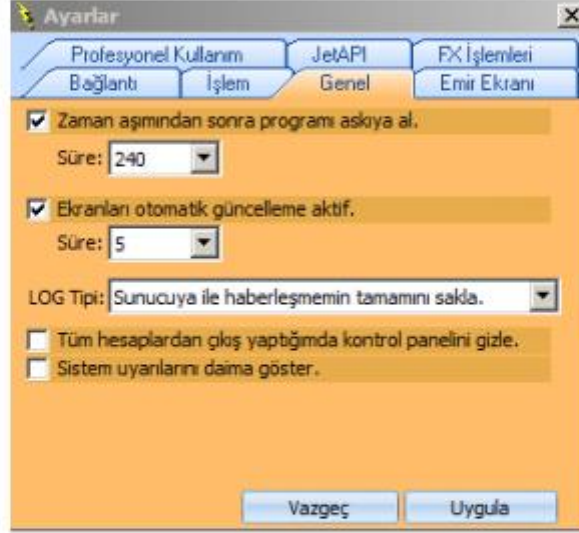 Ayarlar
Profesyonel Kullanım JetAPI FX İşlemleri
Bağlantı İşlem Genel Emir Ekranı
Zaman aşımından sonra programı askıya al.
Süre: 240
Ekranları otomatik güncelleme aktif.
Süre: 5
LOG Tipi: Sunucuya ile haberleşmemin tamamını sakla.
Tüm hesaplardan çıkış yaptığımda kontrol panelini gizle.
Sistem uyarılarını daima göster.
Vazgeç Uygula